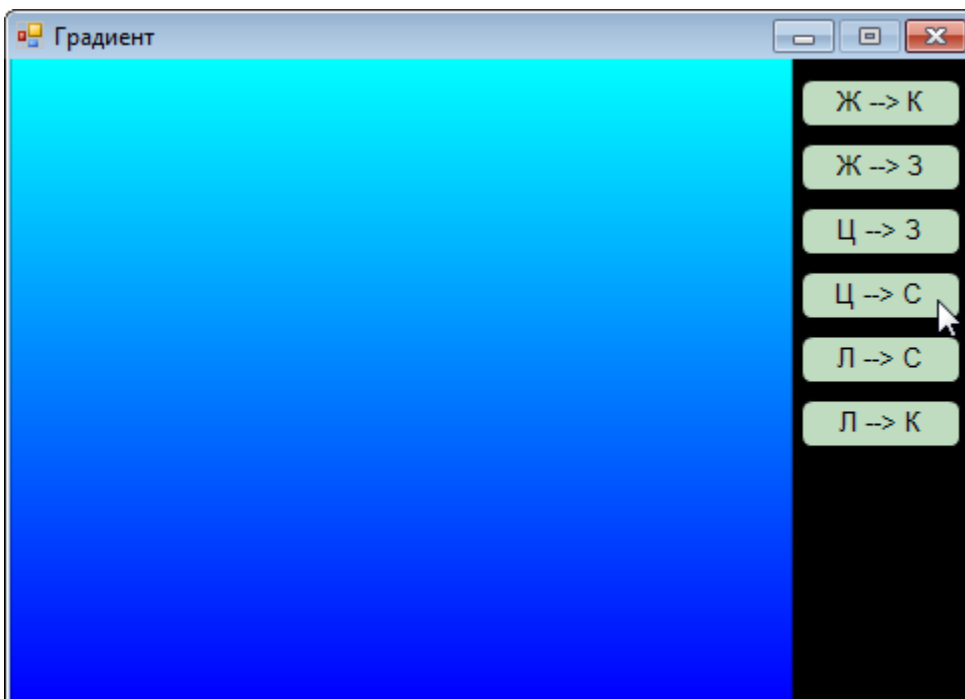 Градиент
Ж --> К
Ж --> З
Ц --> З
Ц --> С
Л --> С
Л --> К